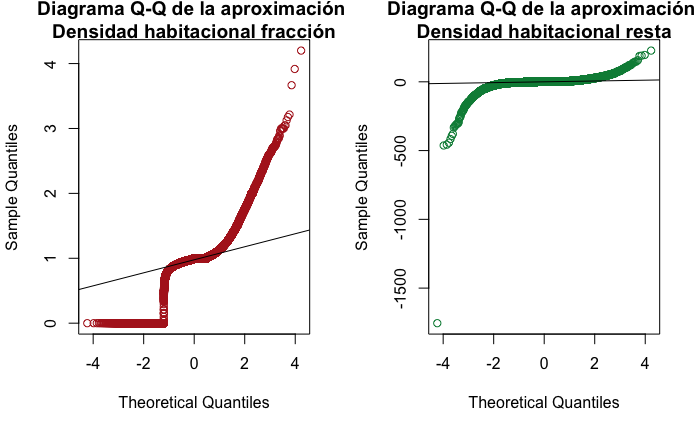 Diagrama Q-Q de la aproximación
Densidad habitacional fracción
Sample Quantiles
4
3
2
1
0
-4 -2 0 2 4
Theoretical Quantiles
Diagrama Q-Q de la aproximación
Densidad habitacional resta
Sample Quantiles
0
-500
-1000
-1500
-4 -2 0 2 4
Theoretical Quantiles